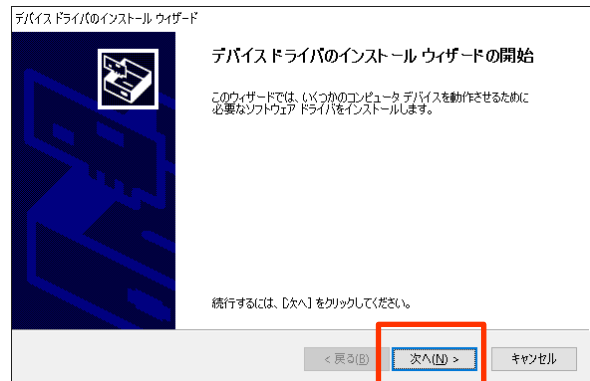 デバイス ドライバのインストール ウィザード
デバイス ドライバのインストール ウィザードの開始
このウィザードでは、いくつかのコンピュータ デバイスを動作させるために
必要なソフトウェア ドライバをインストールします。
続行するには、[次へ] をクリックしてください。
< 戻る(B)
次へ(N) >
キャンセル